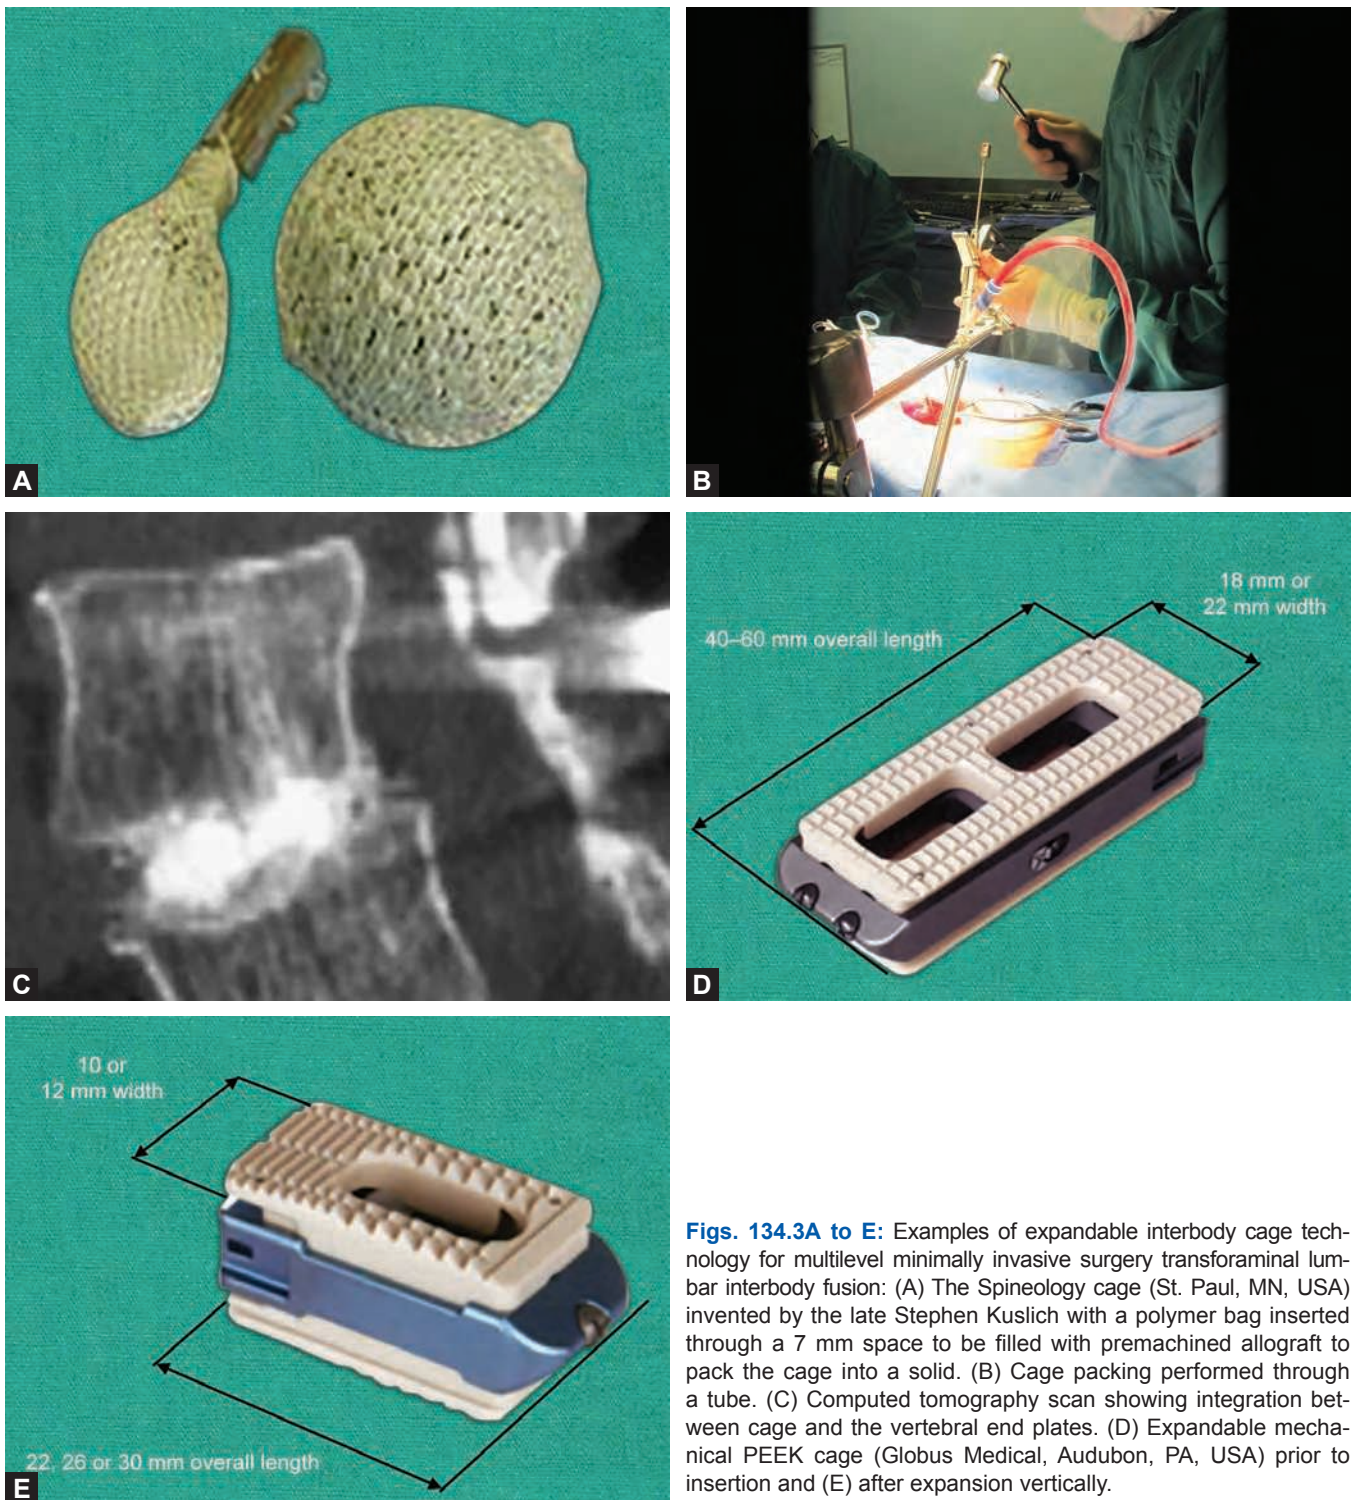 A
B
C
40–60 mm overall length
18 mm or
22 mm width
D
10 or
12 mm width
22, 26 or 30 mm overall length
E
Figs. 134.3A to E: Examples of expandable interbody cage tech-
nology for multilevel minimally invasive surgery transforaminal lum-
bar interbody fusion: (A) The Spineology cage (St. Paul, MN, USA)
invented by the late Stephen Kuslich with a polymer bag inserted
through a 7 mm space to be filled with premachined allograft to
pack the cage into a solid. (B) Cage packing performed through
a tube. (C) Computed tomography scan showing integration bet-
ween cage and the vertebral end plates. (D) Expandable mecha-
nical PEEK cage (Globus Medical, Audubon, PA, USA) prior to
insertion and (E) after expansion vertically.